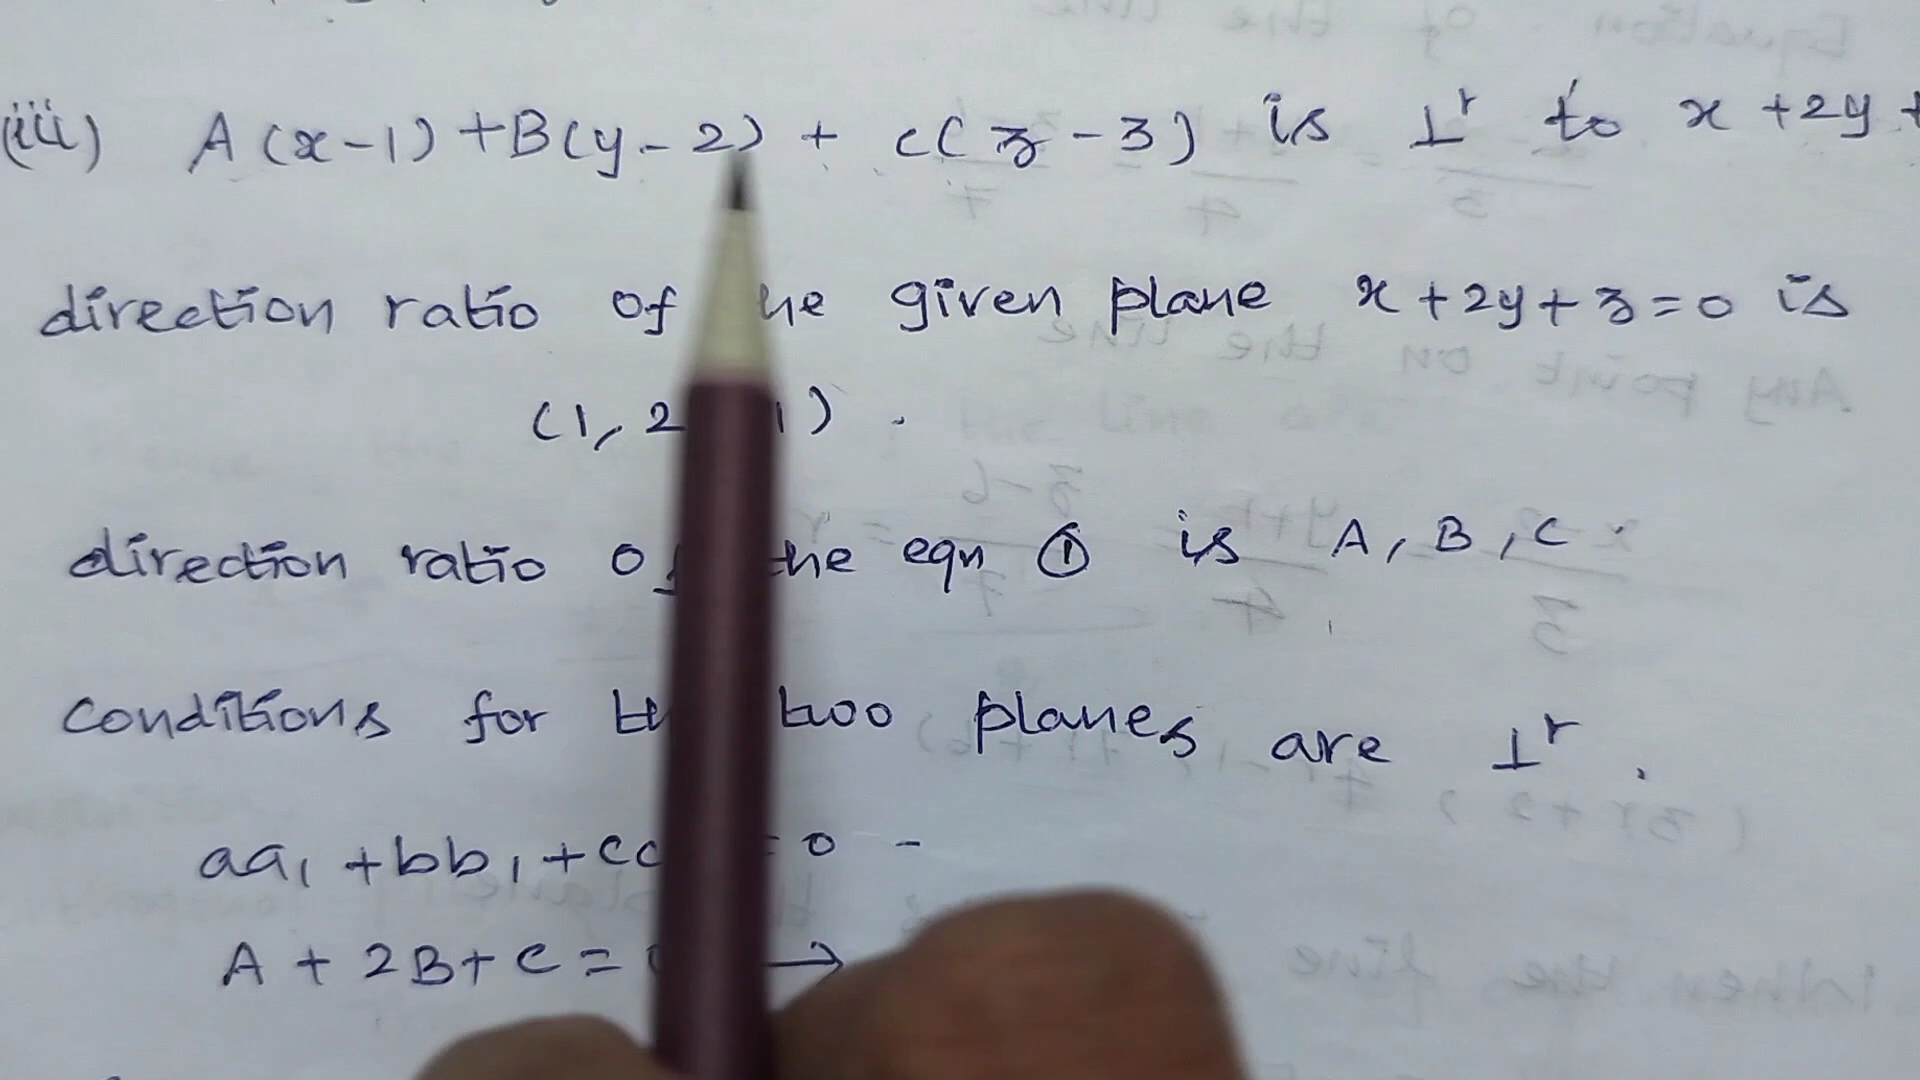 (iii) A(x-1)+B(y-2) + c(z-3) is ⊥r to x+2y+
direction ratio of given plane x+2y+z=0 is
(1, 2 1).
direction ratio the eqn ① is A, B, C.
conditions for two planes are ⊥r.
aa₁ +bb₁ +cc =0 -
A + 2B+C= →